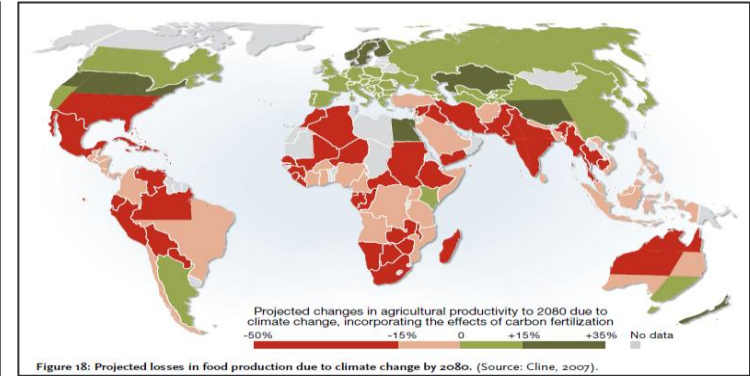 Projected changes in agricultural productivity to 2080 due to
climate change, incorporating the effects of carbon fertilization
-50% -15% 0 +15% +35% No data
Figure 18: Projected losses in food production due to climate change by 2080. (Source: Cline, 2007).